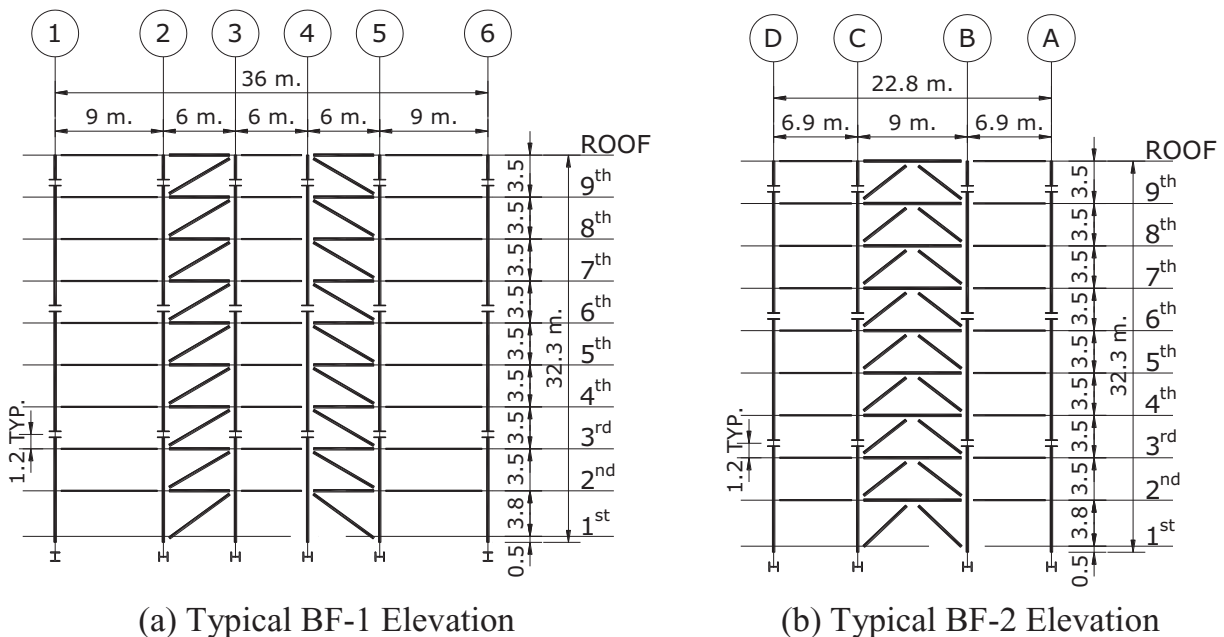 1 2 3 4 5 6
36 m.
9 m. 6 m. 6 m. 6 m. 9 m.
ROOF
3.5
9th
3.5
8th
3.5
7th
3.5
6th
3.5
5th
3.5
4th
3.5
3rd
3.5
2nd
3.8
1st
0.5
32.3 m.
1.2 TYP.
(a) Typical BF-1 Elevation
D C B A
22.8 m.
6.9 m. 9 m. 6.9 m.
ROOF
3.5
9th
3.5
8th
3.5
7th
3.5
6th
3.5
5th
3.5
4th
3.5
3rd
3.5
2nd
3.8
1st
0.5
32.3 m.
1.2 TYP.
(b) Typical BF-2 Elevation